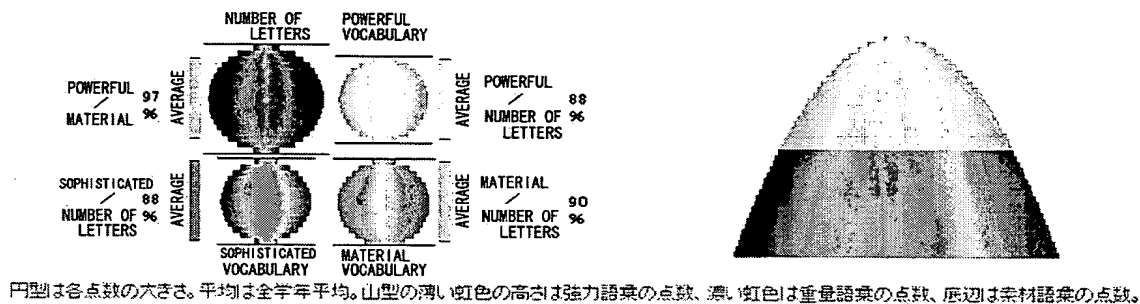 NUMBER OF LETTERS
POWERFUL VOCABULARY
POWERFUL / MATERIAL 97 96
AVERAGE
AVERAGE
POWERFUL / NUMBER OF LETTERS 88 96
SOPHISTICATED / NUMBER OF LETTERS 88 96
AVERAGE
AVERAGE
MATERIAL / NUMBER OF LETTERS 90 96
SOPHISTICATED VOCABULARY
MATERIAL VOCABULARY
円型は各点数の大きさ。平均は全学年平均。山型の薄い虹色の高さは強力語彙の点数、濃い虹色は重量語彙の点数、底辺は素材語彙の点数。